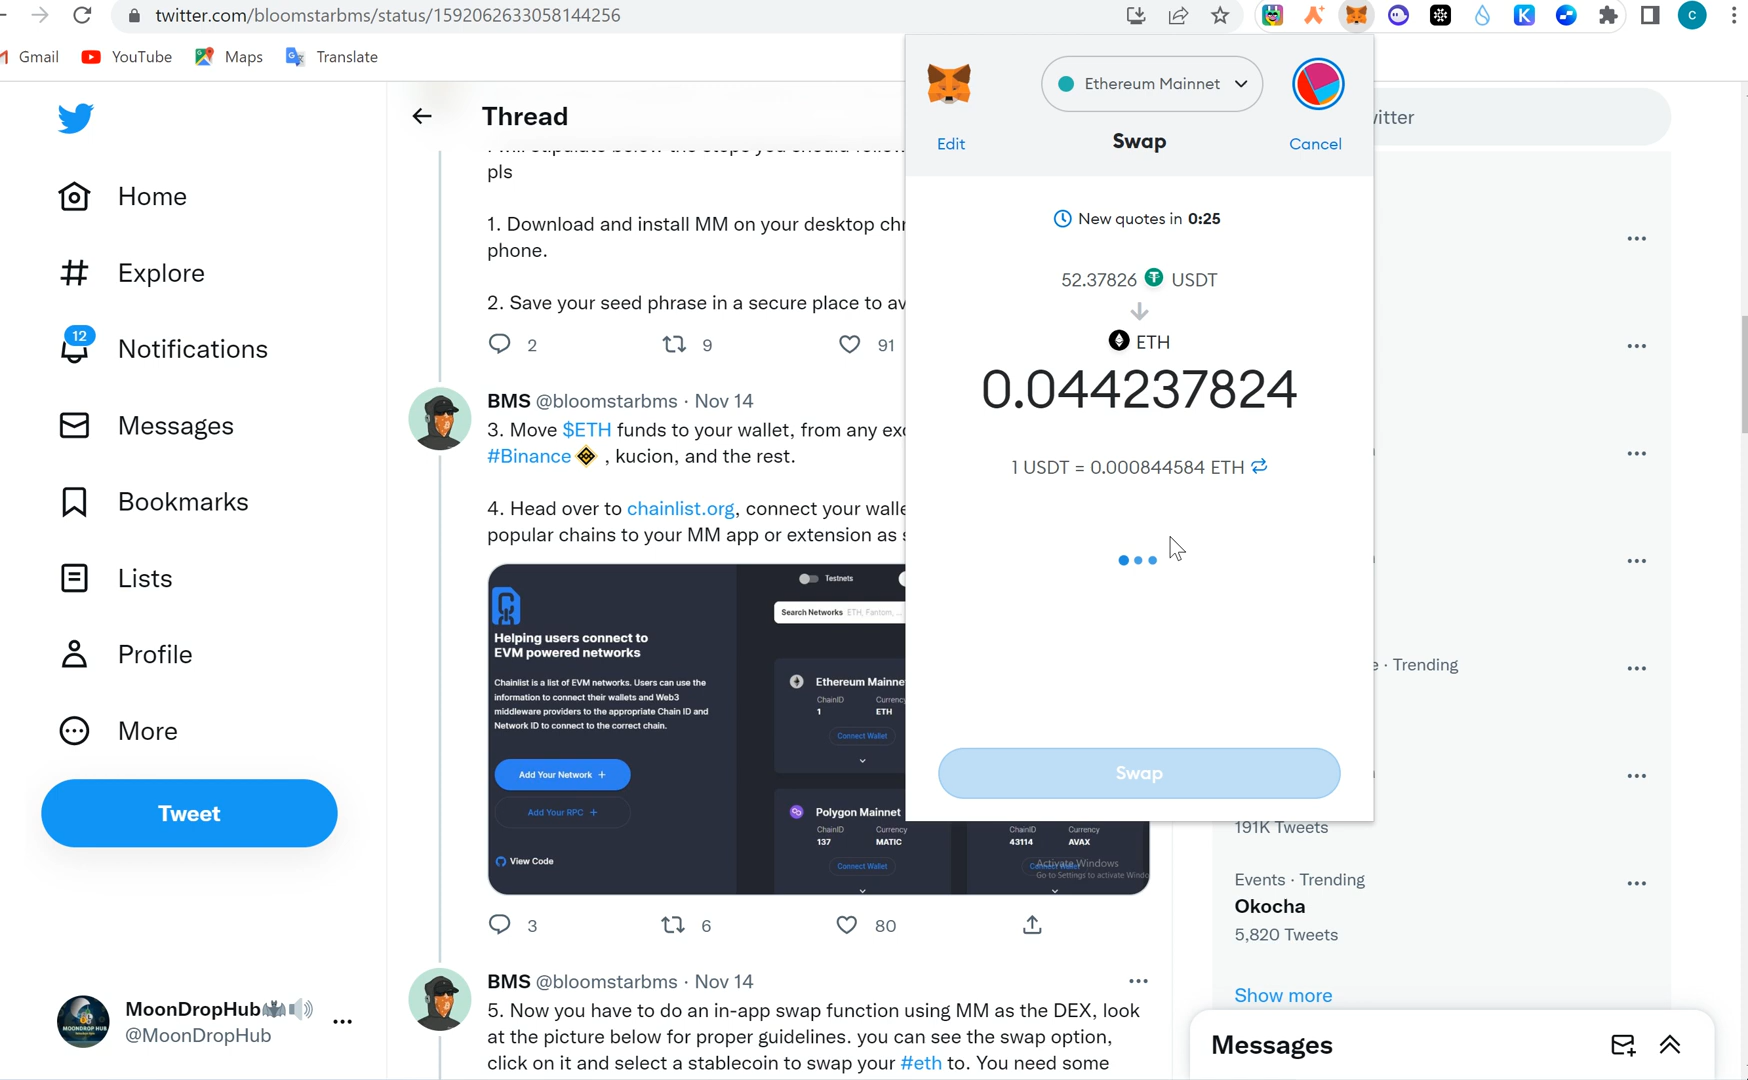 twitter.com/bloomstarbms/status/1592062633058144256
C
Gmail
YouTube
Maps
Translate
Home
Explore
12
Notifications
Messages
Bookmarks
Lists
Profile
More
Tweet
MoonDropHub
@MoonDropHub
Thread
pls
1. Download and install MM on your desktop chr
phone.
2. Save your seed phrase in a secure place to av
2
9
91
BMS @bloomstarbms · Nov 14
3. Move $ETH funds to your wallet, from any exc
#Binance , kucion, and the rest.
4. Head over to chainlist.org, connect your walle
popular chains to your MM app or extension as s
Helping users connect to
EVM powered networks
Chainlist is a list of EVM networks. Users can use the
information to connect their wallets and Web3
middleware providers to the appropriate Chain ID and
Network ID to connect to the correct chain.
Add Your Network +
Add Your RPC +
View Code
Testnets
Search Networks ETH, Fantom, ...
Ethereum Mainne
ChainID Currency
1 ETH
Connect Wallet
Polygon Mainnet
ChainID Currency
137 MATIC
Connect Wallet
ChainID Currency
43114 AVAX
Activate Windows
Go to Settings to activate Windo
3
6
80
BMS @bloomstarbms · Nov 14
5. Now you have to do an in-app swap function using MM as the DEX, look
at the picture below for proper guidelines. you can see the swap option,
click on it and select a stablecoin to swap your #eth to. You need some
Ethereum Mainnet
Edit
Swap
Cancel
New quotes in 0:25
52.37826 USDT
ETH
0.044237824
1 USDT = 0.000844584 ETH
Swap
witter
e · Trending
191K Tweets
Events · Trending
Okocha
5,820 Tweets
Show more
Messages